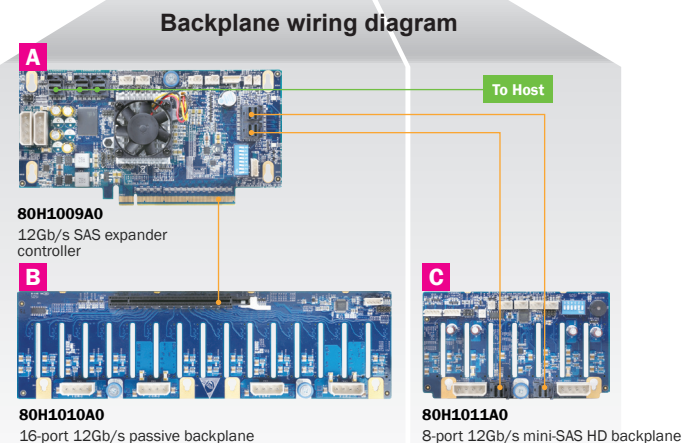 Backplane wiring diagram
A
To Host
80H1009A0
12Gb/s SAS expander
controller
B
C
80H1010A0
16-port 12Gb/s passive backplane
80H1011A0
8-port 12Gb/s mini-SAS HD backplane